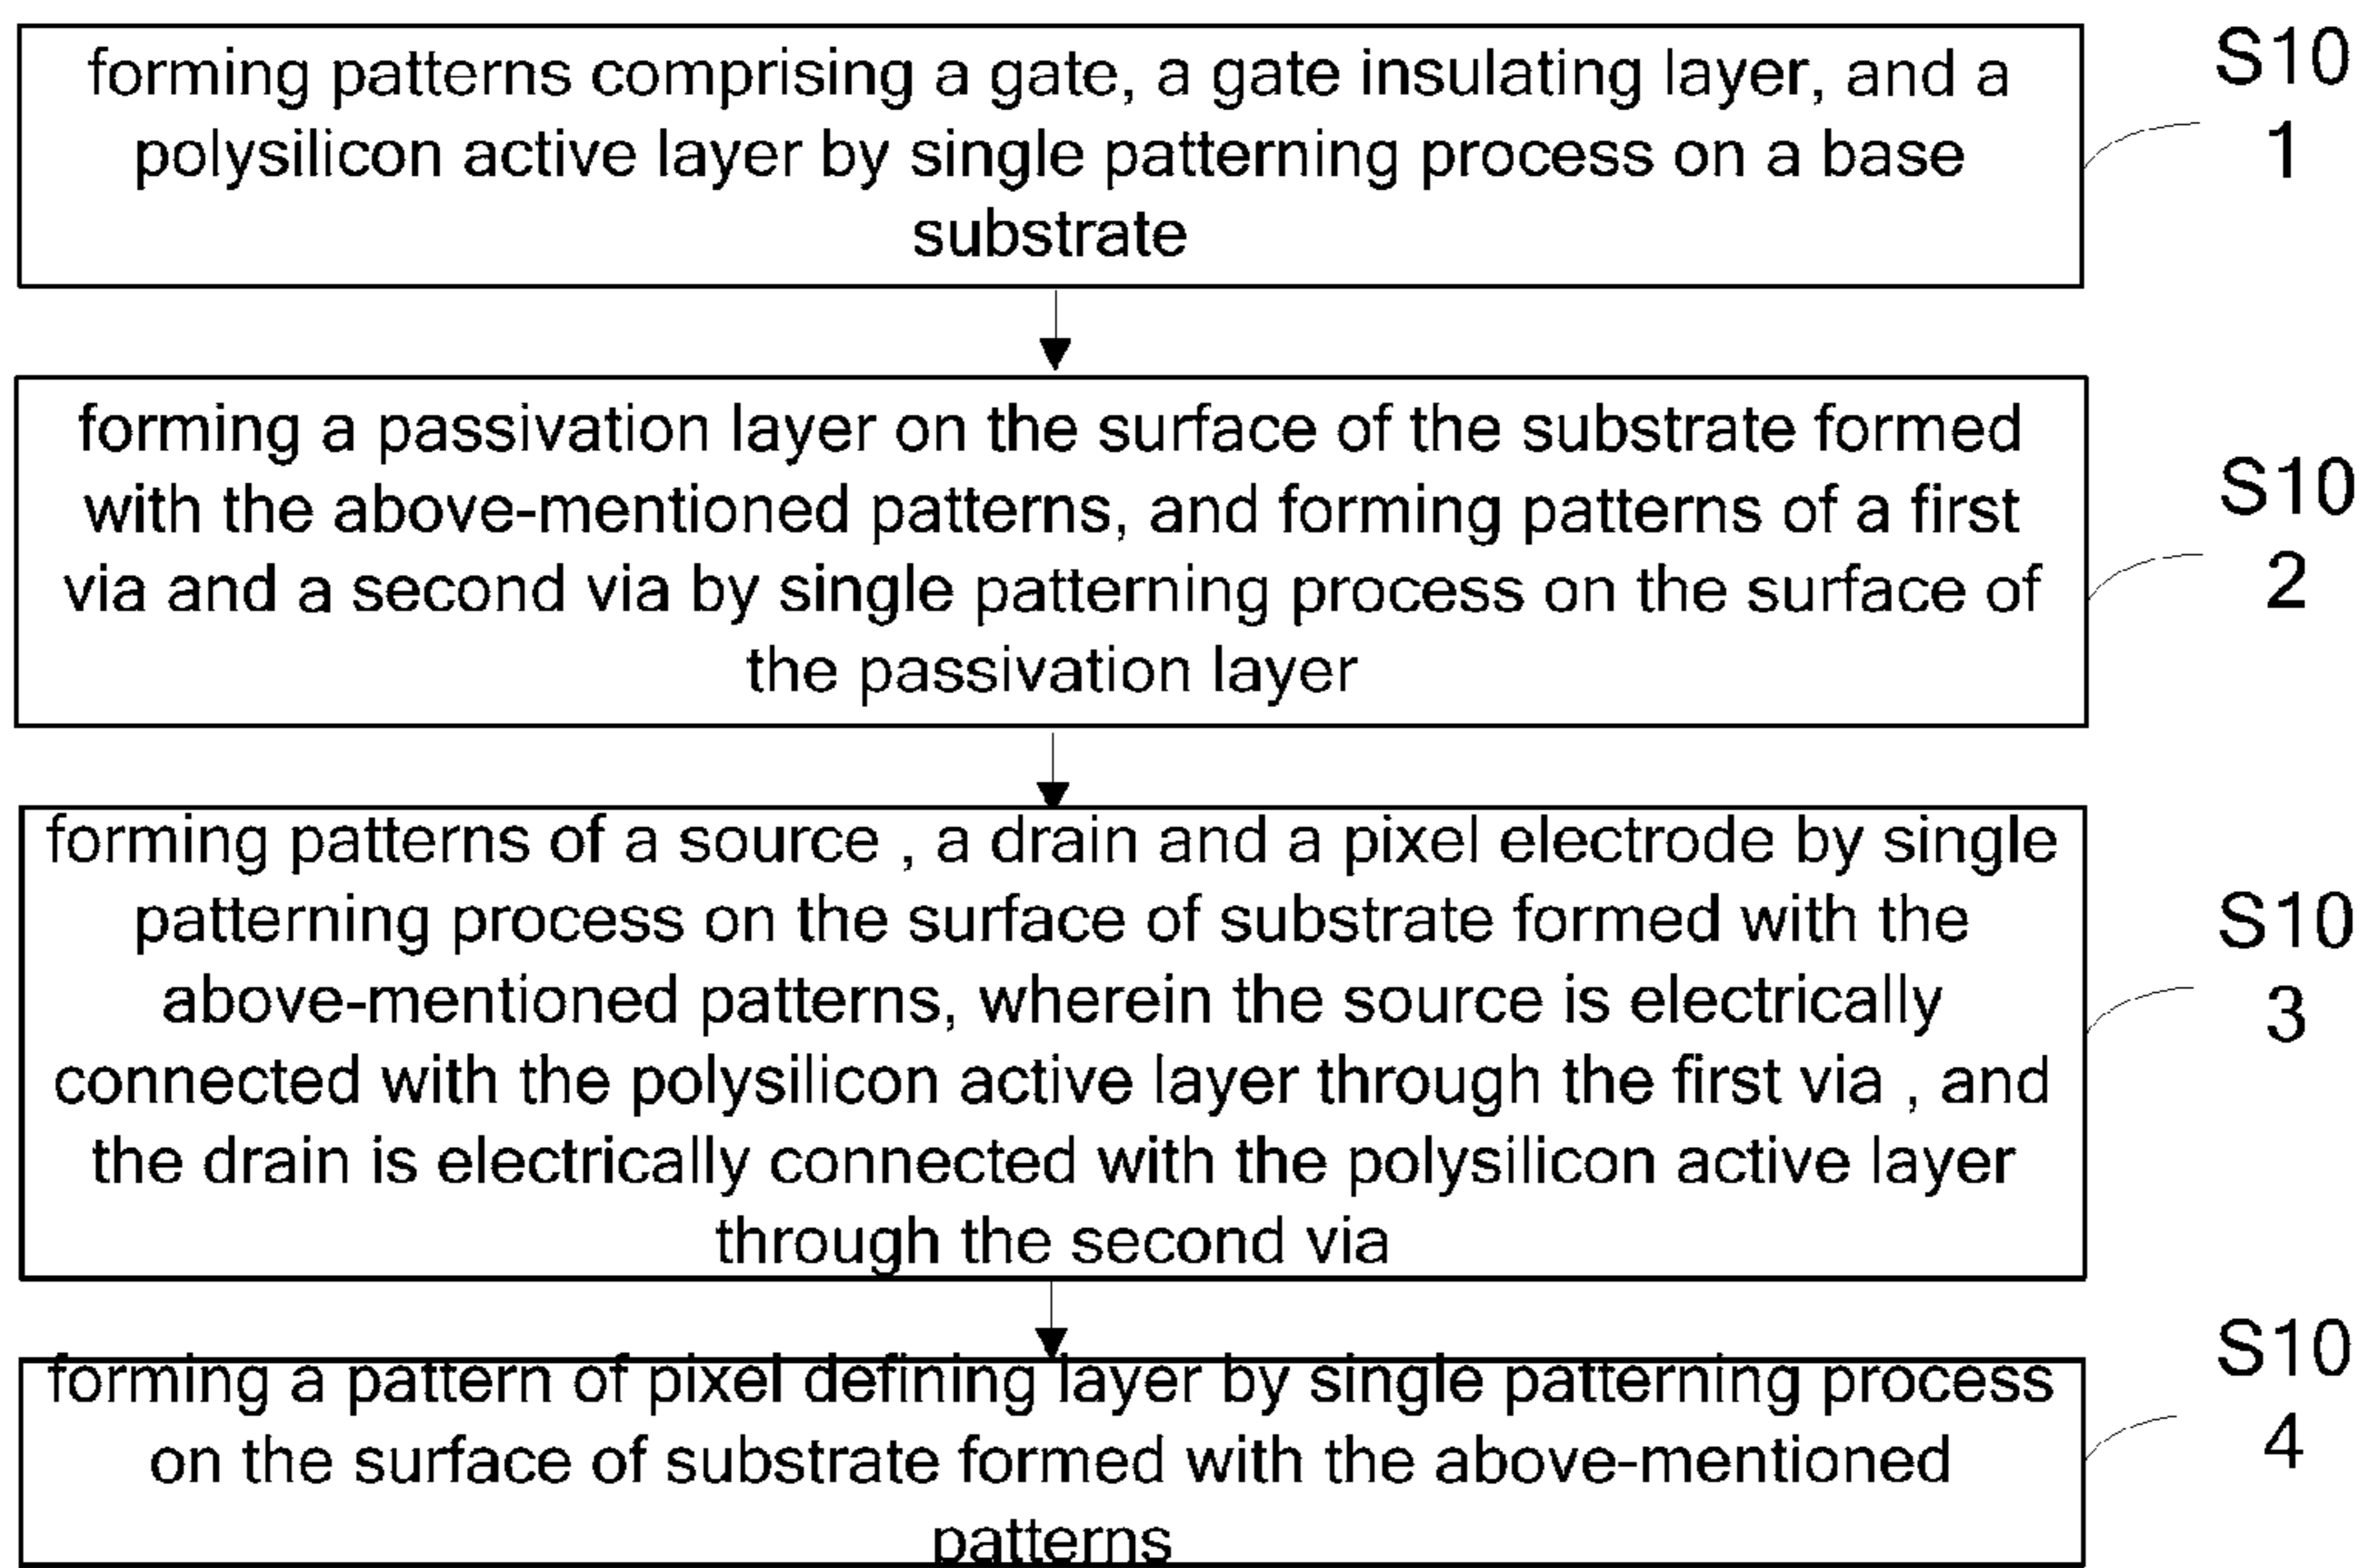 forming patterns comprising a gate, a gate insulating layer, and a
polysilicon active layer by single patterning process on a base
substrate
S10
1
forming a passivation layer on the surface of the substrate formed
with the above-mentioned patterns, and forming patterns of a first
via and a second via by single patterning process on the surface of
the passivation layer
S10
2
forming patterns of a source , a drain and a pixel electrode by single
patterning process on the surface of substrate formed with the
above-mentioned patterns, wherein the source is electrically
connected with the polysilicon active layer through the first via , and
the drain is electrically connected with the polysilicon active layer
through the second via
S10
3
forming a pattern of pixel defining layer by single patterning process
on the surface of substrate formed with the above-mentioned
patterns
S10
4